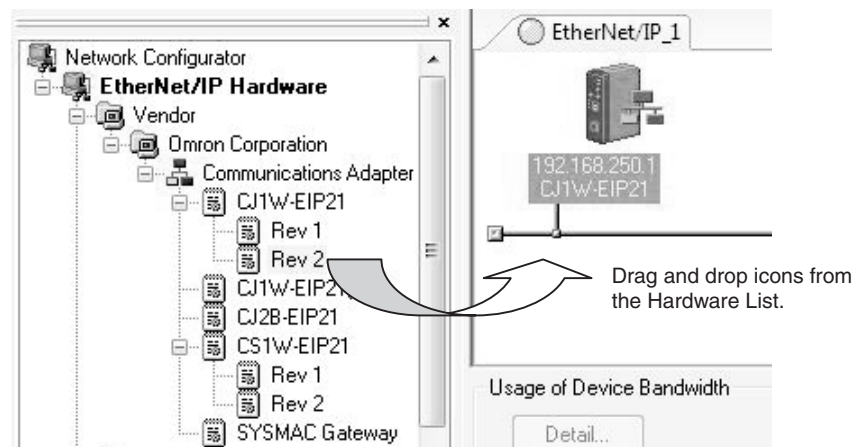 Network Configurator
EtherNet/IP Hardware
Vendor
Omron Corporation
Communications Adapter
CJ1W-EIP21
Rev 1
Rev 2
CJ1W-EIP21
CJ2B-EIP21
CS1W-EIP21
Rev 1
Rev 2
SYSMAC Gateway
EtherNet/IP_1
192.168.250.1
CJ1W-EIP21
Drag and drop icons from
the Hardware List.
Usage of Device Bandwidth
Detail...